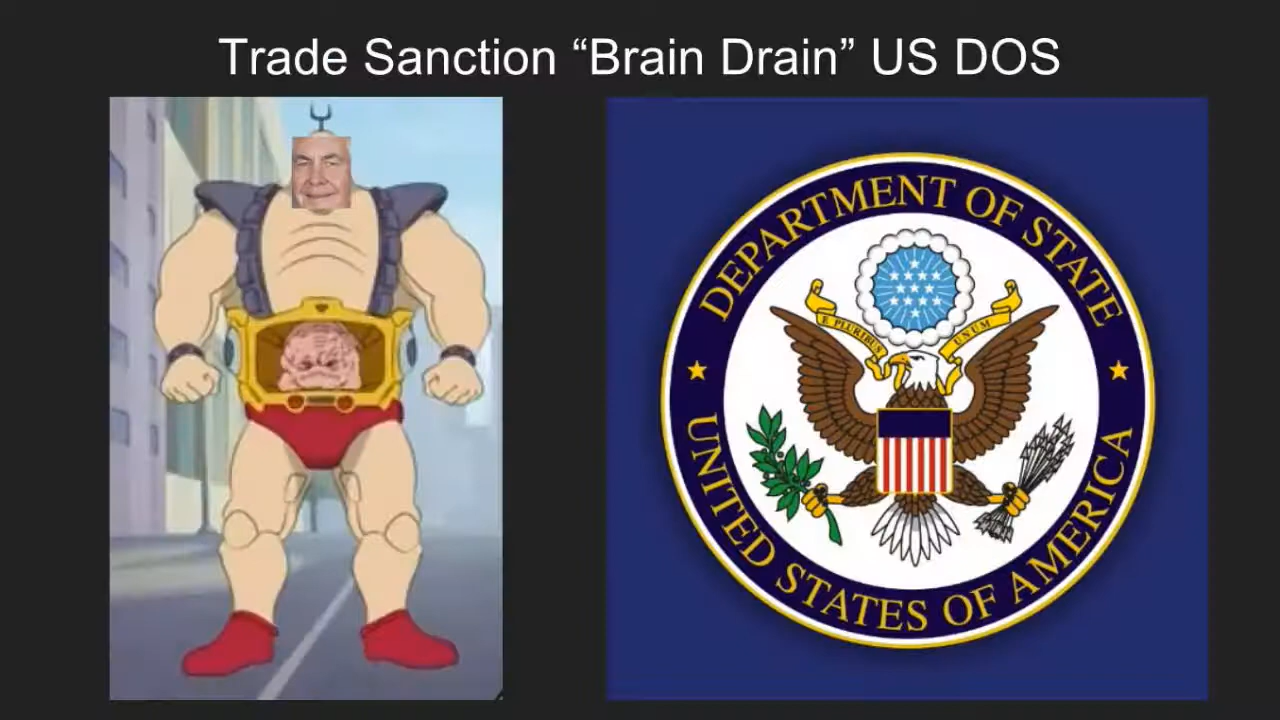 Trade Sanction “Brain Drain” US DOS
DEPARTMENT OF STATE
E PLURIBUS UNUM
UNITED STATES OF AMERICA